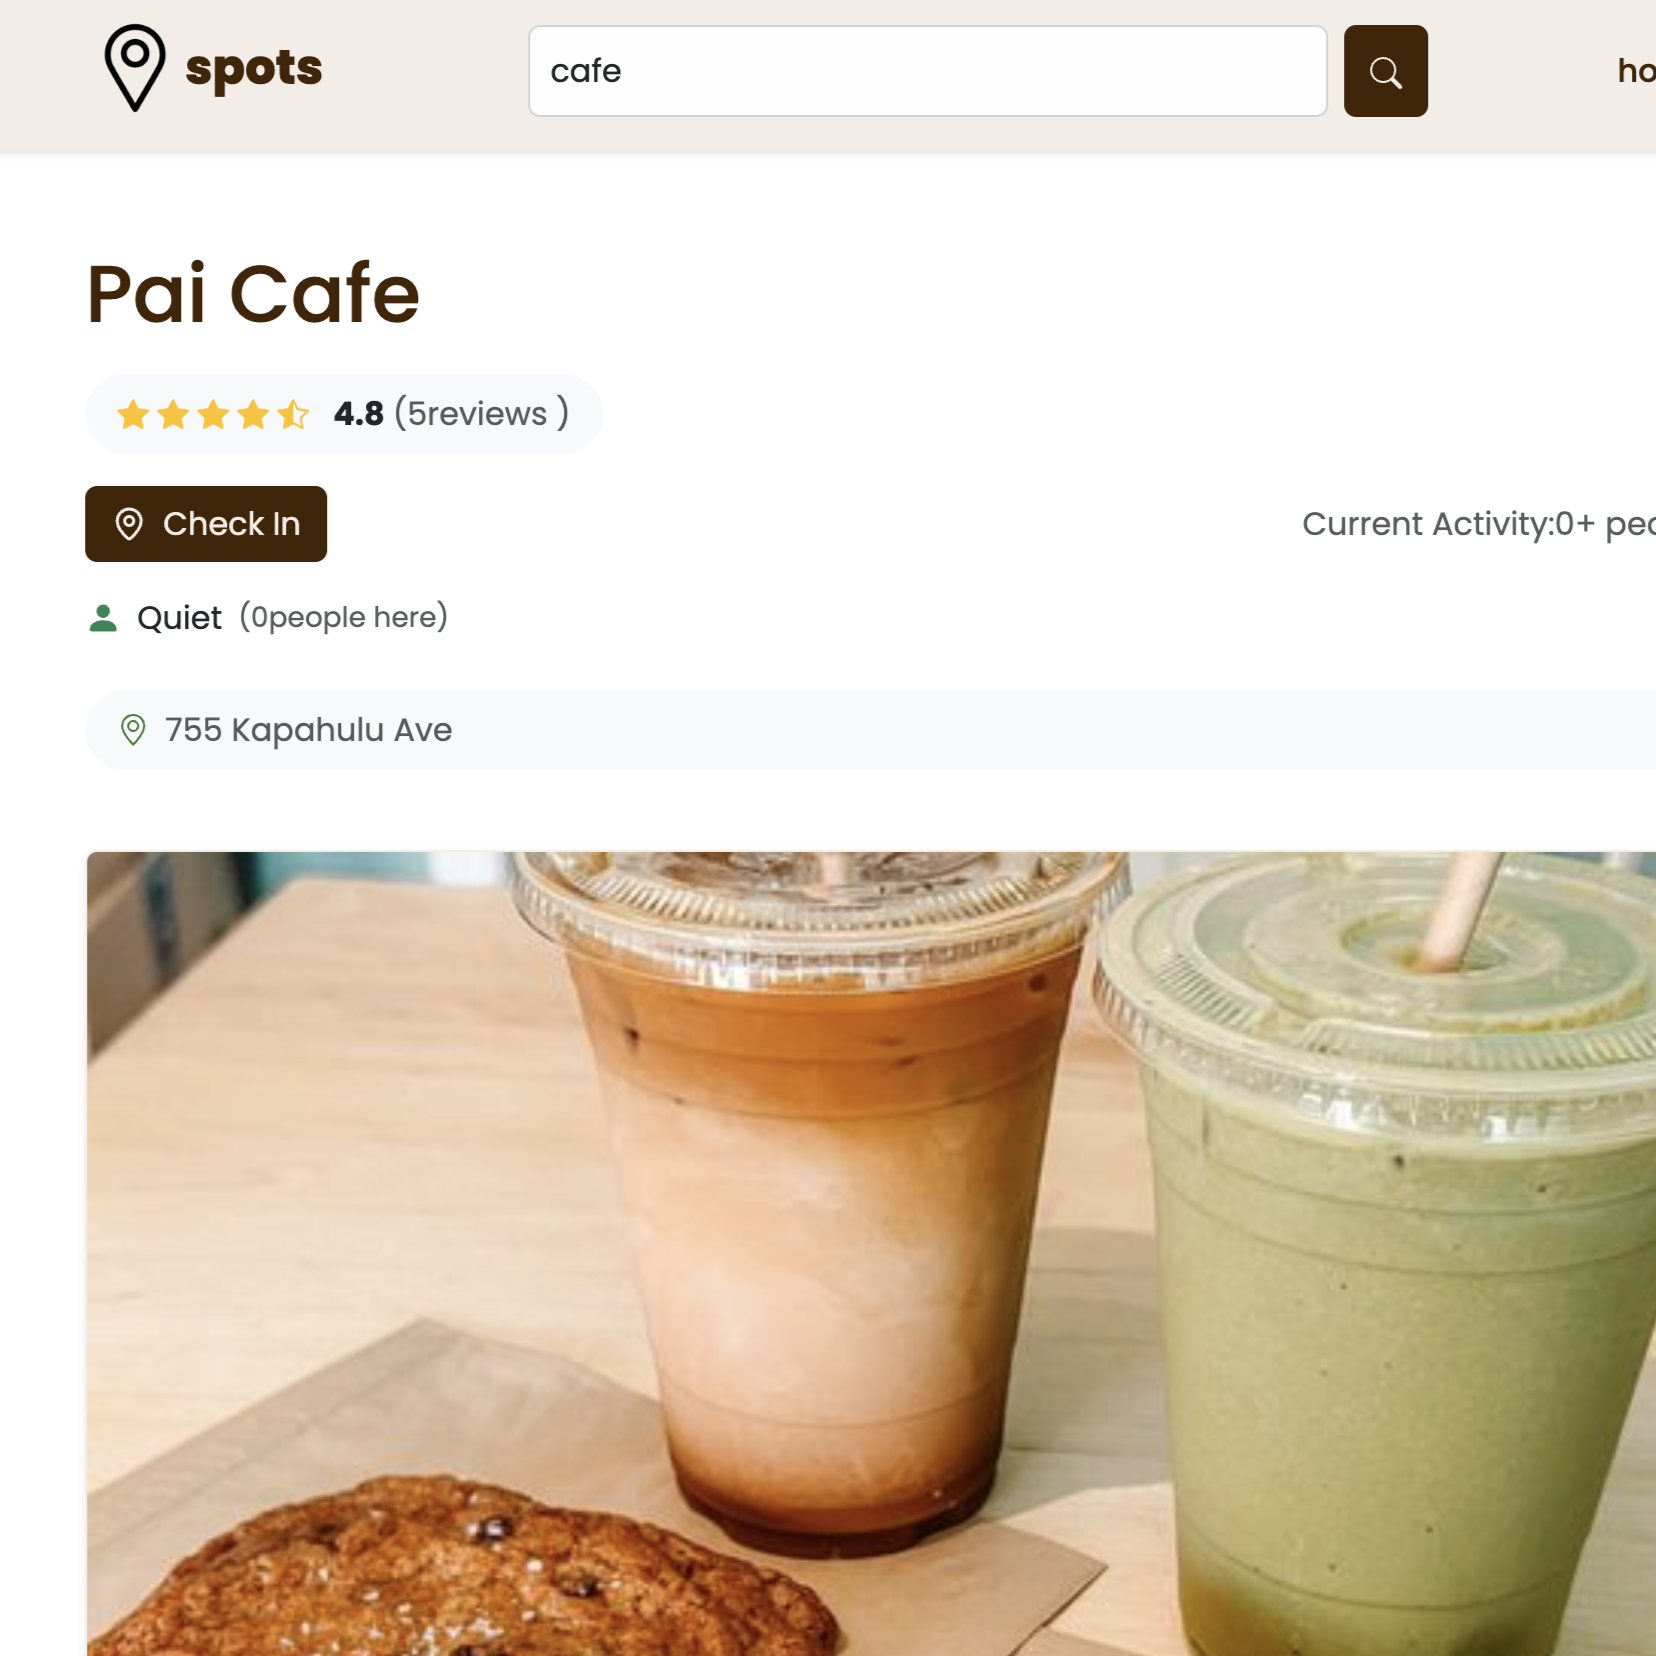 spots
cafe
ho
Pai Cafe
4.8 (5reviews )
Check In
Current Activity:0+ peo
Quiet (0people here)
755 Kapahulu Ave